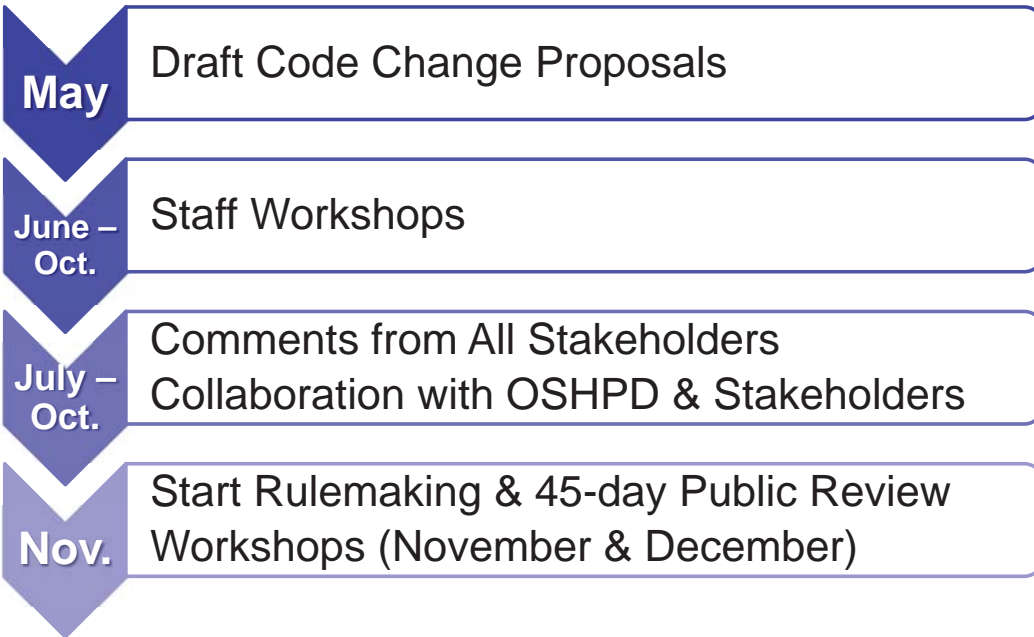 May
Draft Code Change Proposals
June –
Oct.
Staff Workshops
July –
Oct.
Comments from All Stakeholders
Collaboration with OSHPD & Stakeholders
Nov.
Start Rulemaking & 45-day Public Review
Workshops (November & December)